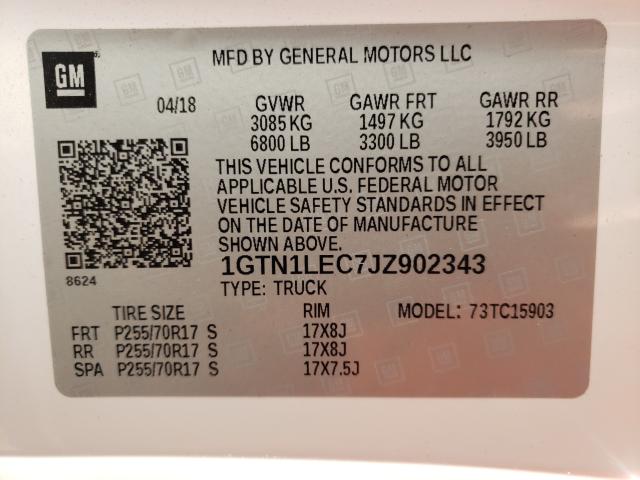 GM
MFD BY GENERAL MOTORS LLC
04/18 GVWR GAWR FRT GAWR RR
3085 KG 1497 KG 1792 KG
6800 LB 3300 LB 3950 LB
THIS VEHICLE CONFORMS TO ALL
APPLICABLE U.S. FEDERAL MOTOR
VEHICLE SAFETY STANDARDS IN EFFECT
ON THE DATE OF MANUFACTURE
SHOWN ABOVE.
8624
1GTN1LEC7JZ902343
TYPE: TRUCK
TIRE SIZE RIM MODEL: 73TC15903
FRT P255/70R17 S 17X8J
RR P255/70R17 S 17X8J
SPA P255/70R17 S 17X7.5J